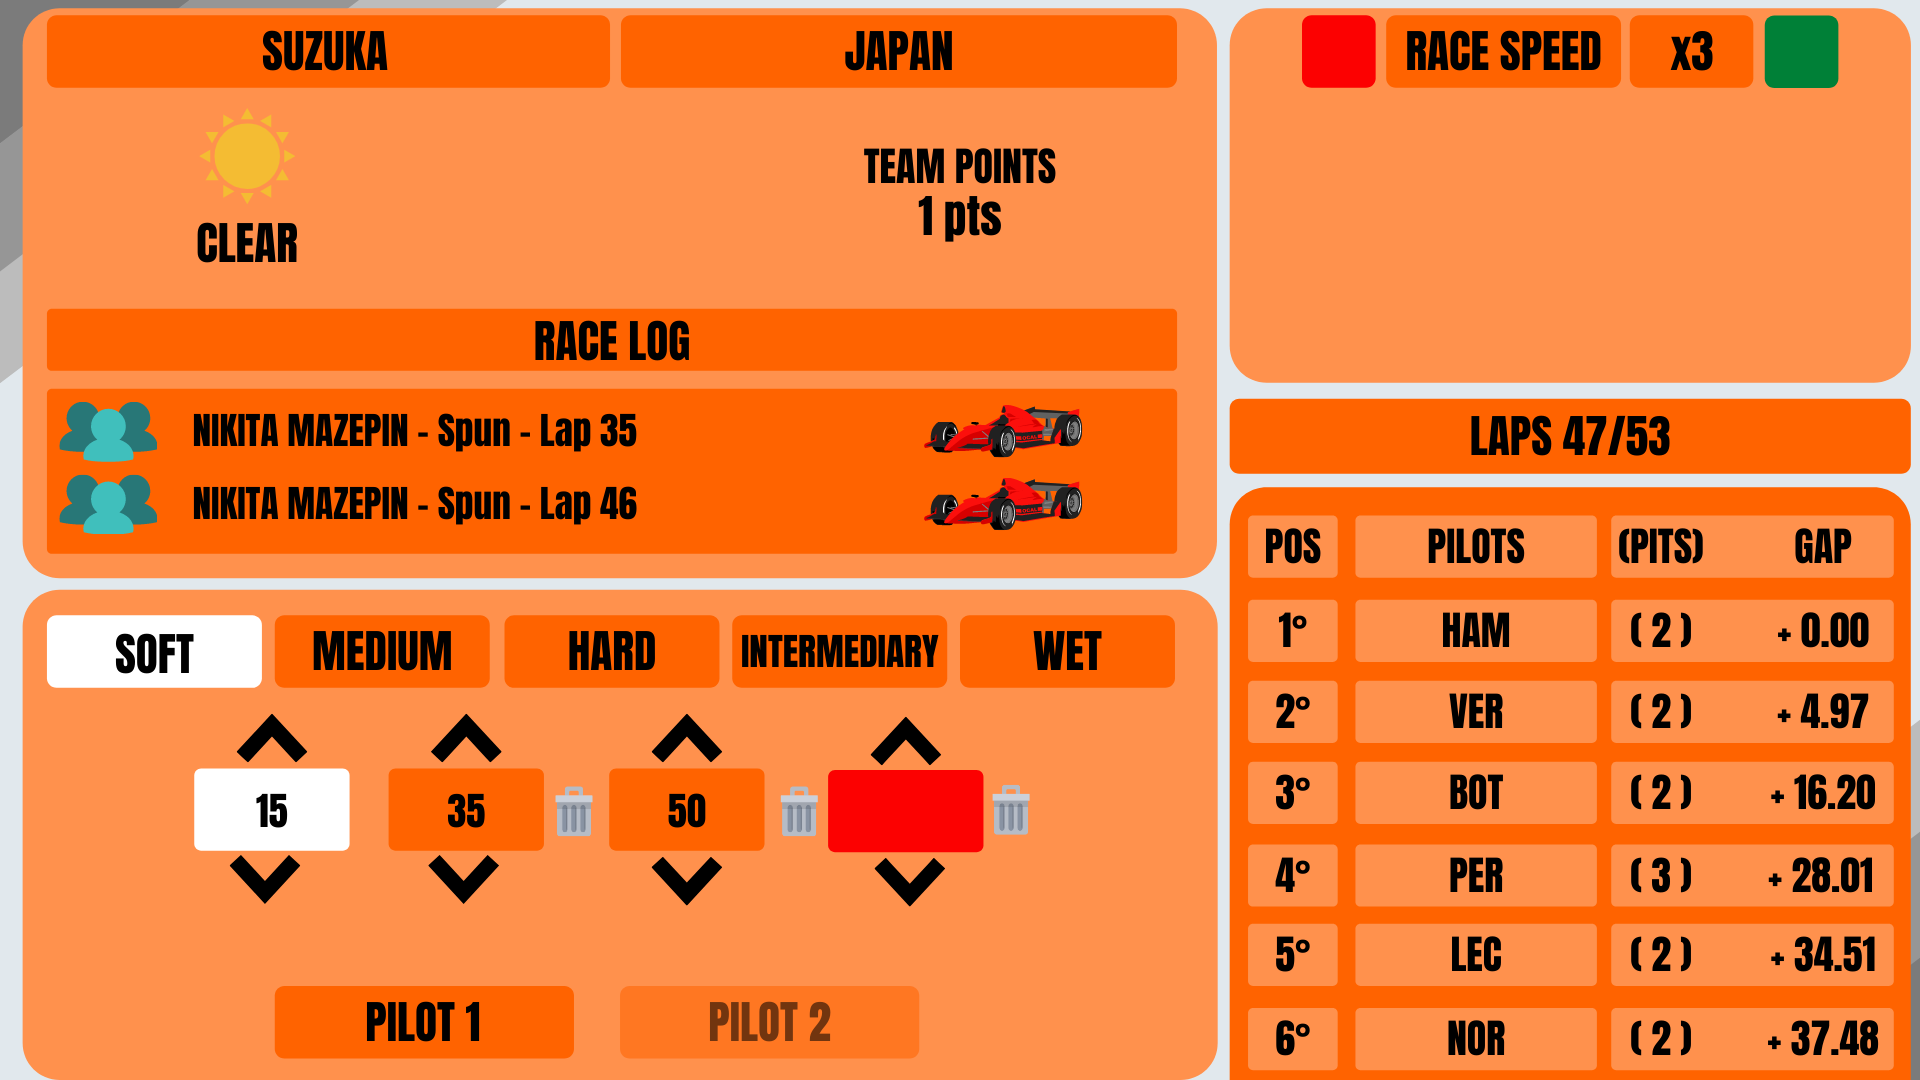 SUZUKA
JAPAN
CLEAR
TEAM POINTS
1 pts
RACE LOG
NIKITA MAZEPIN - Spun - Lap 35
NIKITA MAZEPIN - Spun - Lap 46
SOFT
MEDIUM
HARD
INTERMEDIARY
WET
15
35
50
PILOT 1
PILOT 2
RACE SPEED
x3
LAPS 47/53
POS PILOTS (PITS) GAP
1° HAM ( 2 ) + 0.00
2° VER ( 2 ) + 4.97
3° BOT ( 2 ) + 16.20
4° PER ( 3 ) + 28.01
5° LEC ( 2 ) + 34.51
6° NOR ( 2 ) + 37.48